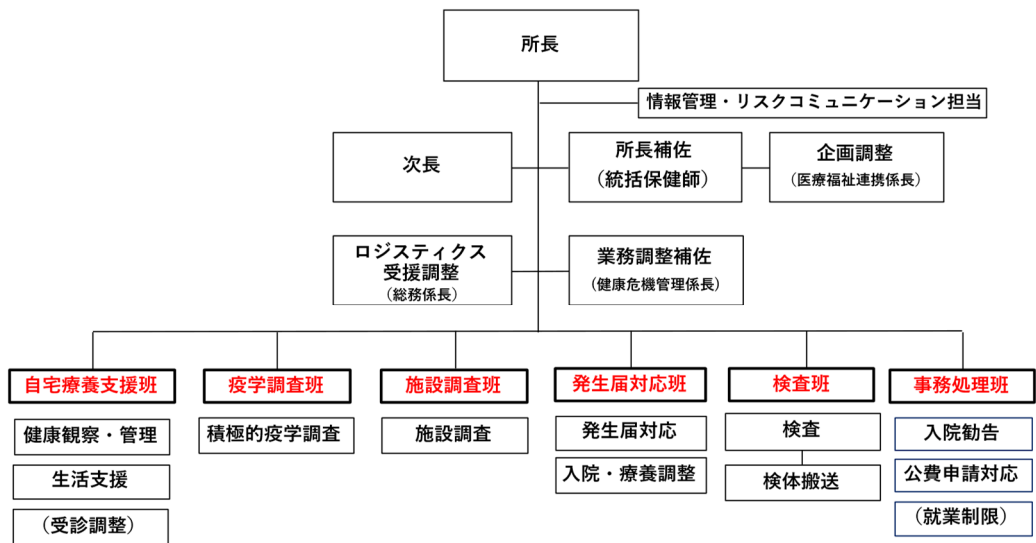 所長
情報管理・リスクコミュニケーション担当
次長
所長補佐
(統括保健師)
企画調整
(医療福祉連携係長)
ロジスティクス
受援調整
(総務係長)
業務調整補佐
(健康危機管理係長)
自宅療養支援班
疫学調査班
施設調査班
発生届対応班
検査班
事務処理班
健康観察・管理
積極的疫学調査
施設調査
発生届対応
検査
入院勧告
生活支援
入院・療養調整
検体搬送
公費申請対応
(受診調整)
(就業制限)